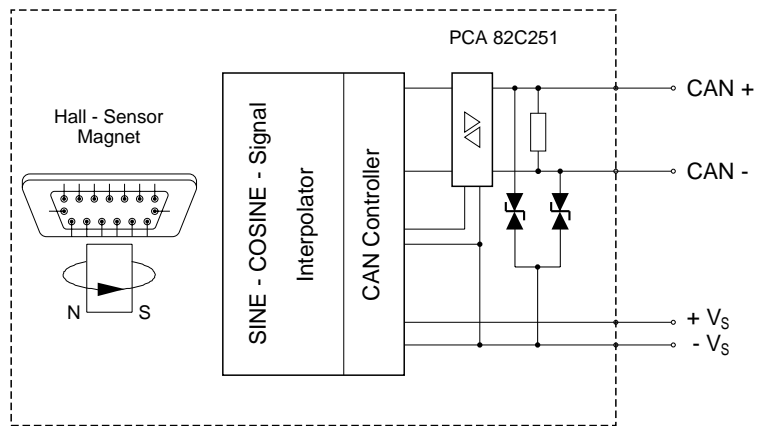 PCA 82C251
Hall - Sensor
Magnet
N
S
SINE - COSINE - Signal
Interpolator
CAN Controller
CAN +
CAN -
+ VS
- VS